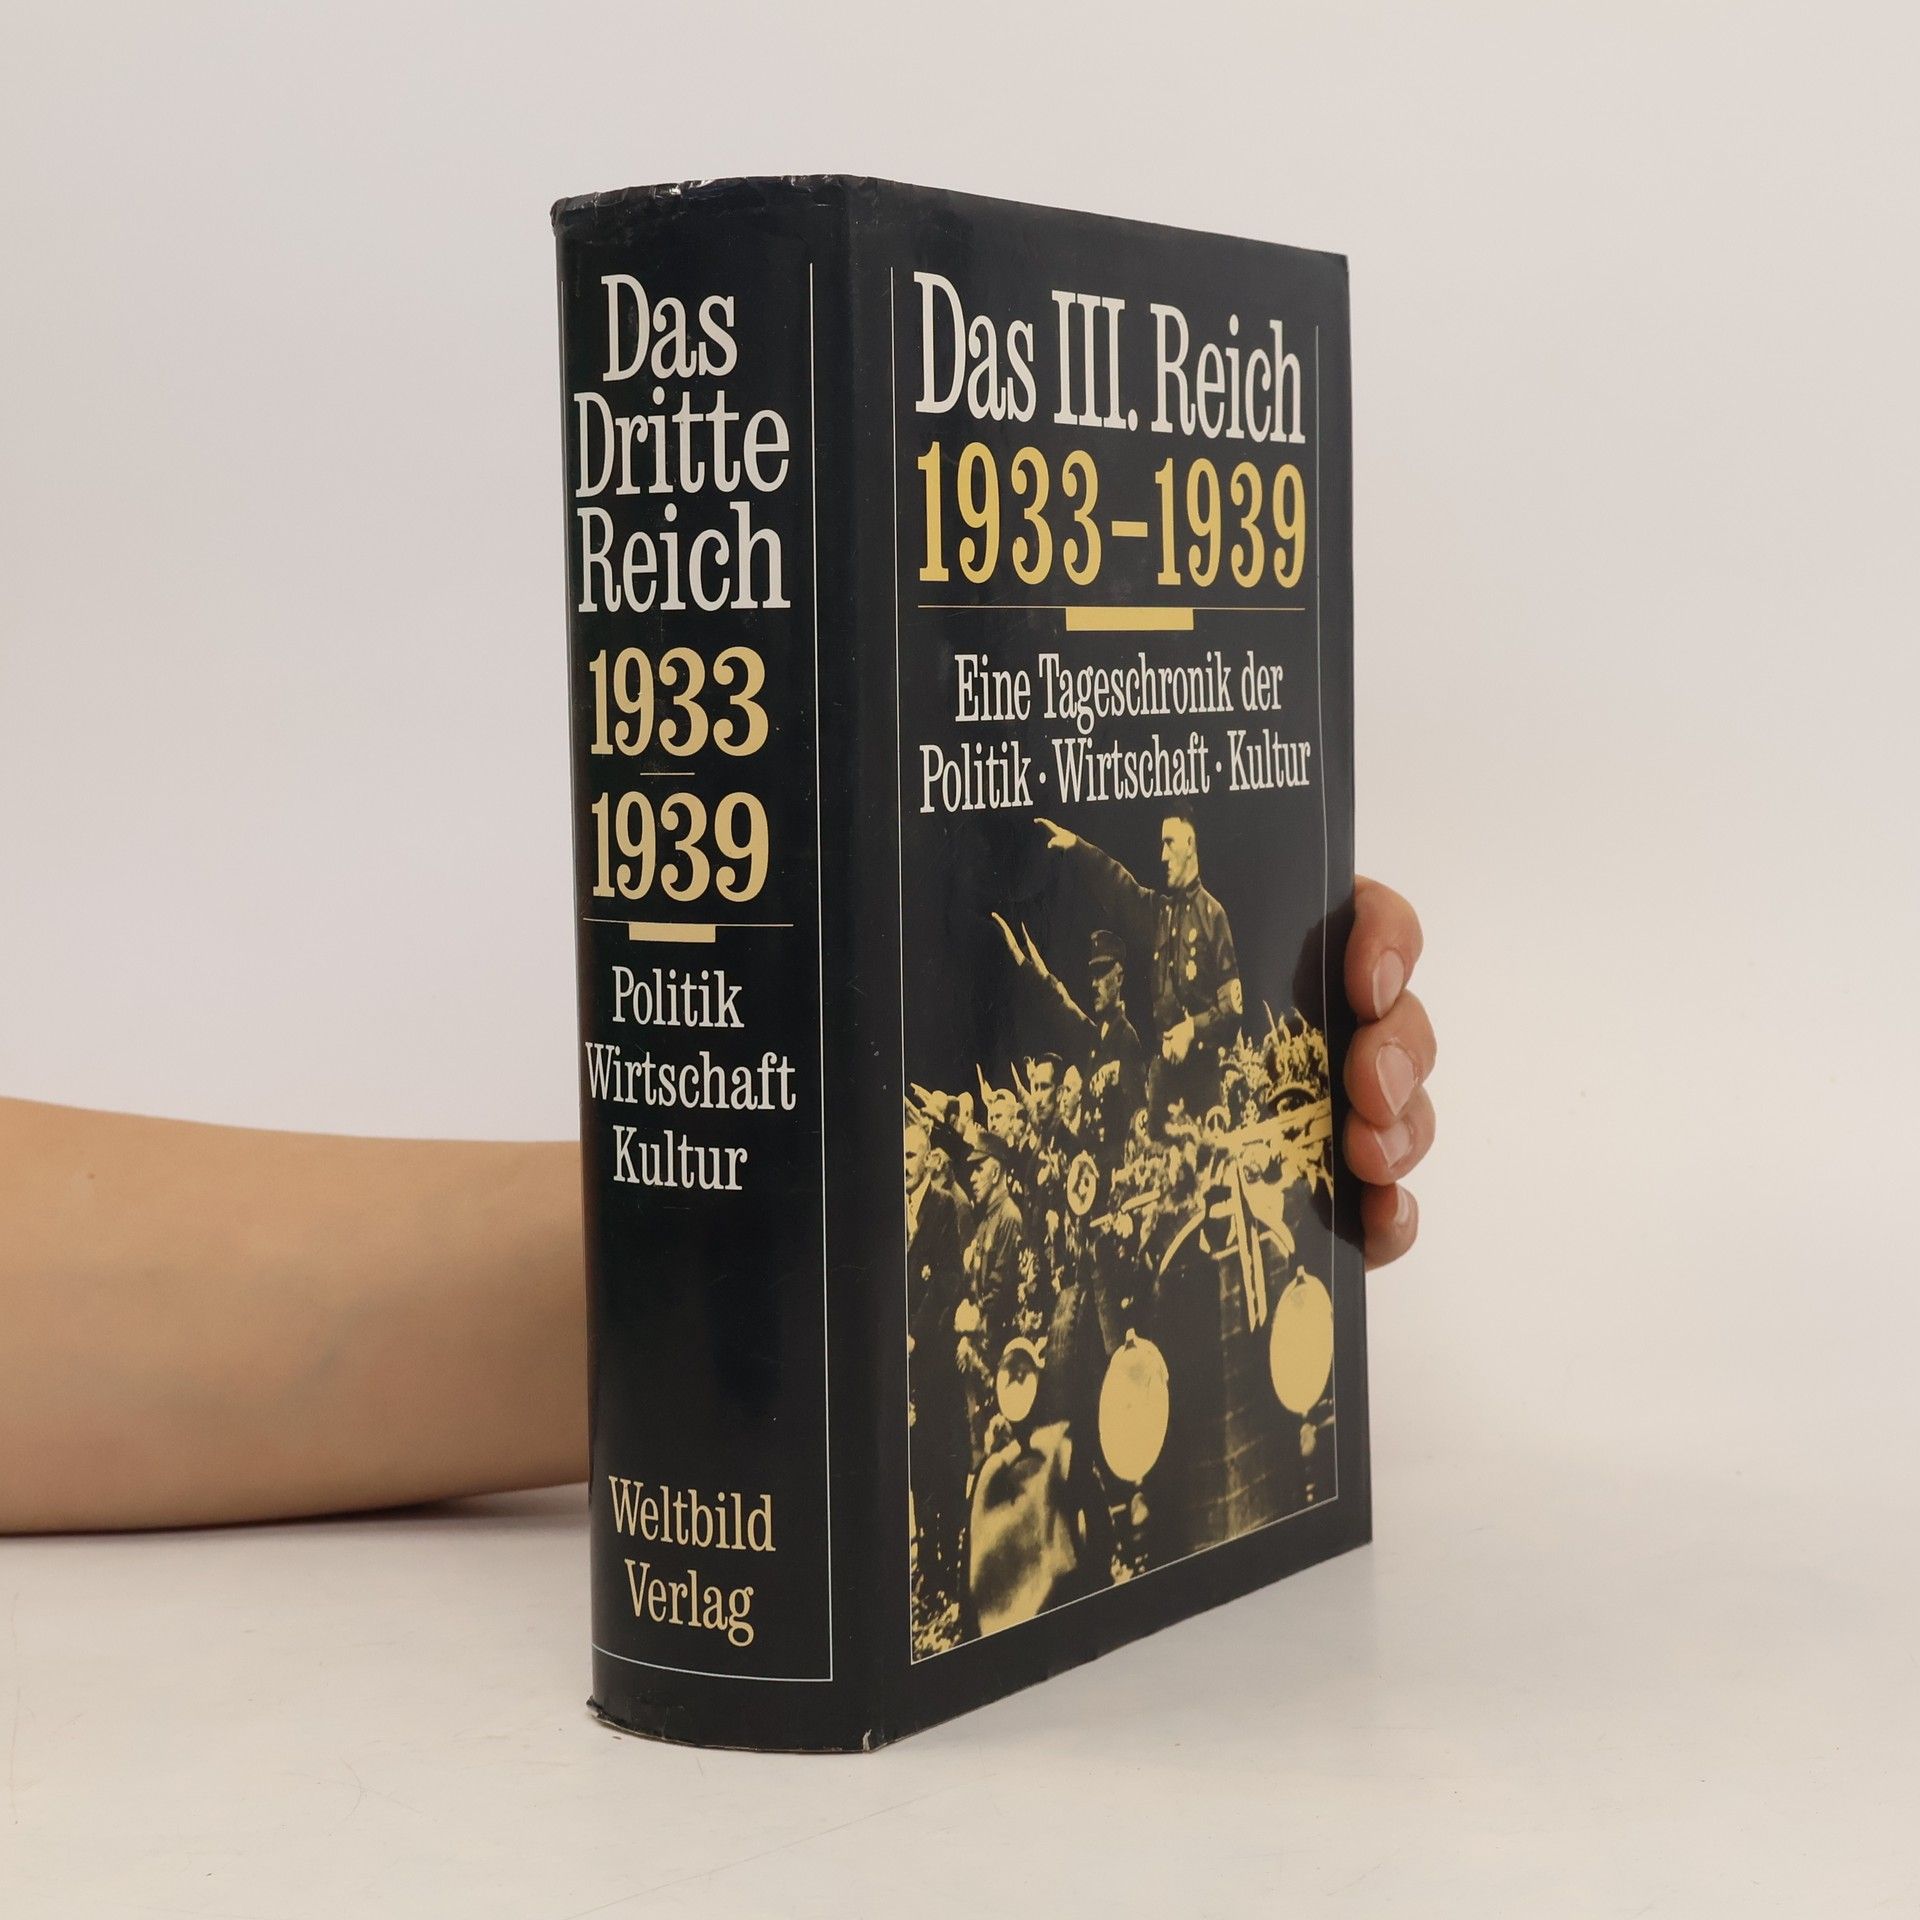 Das
Dritte
Reich
1933
–
1939
Politik
Wirtschaft
Kultur
Weltbild
Verlag
Das III. Reich
1933–1939
Eine Tageschronik der
Politik · Wirtschaft · Kultur